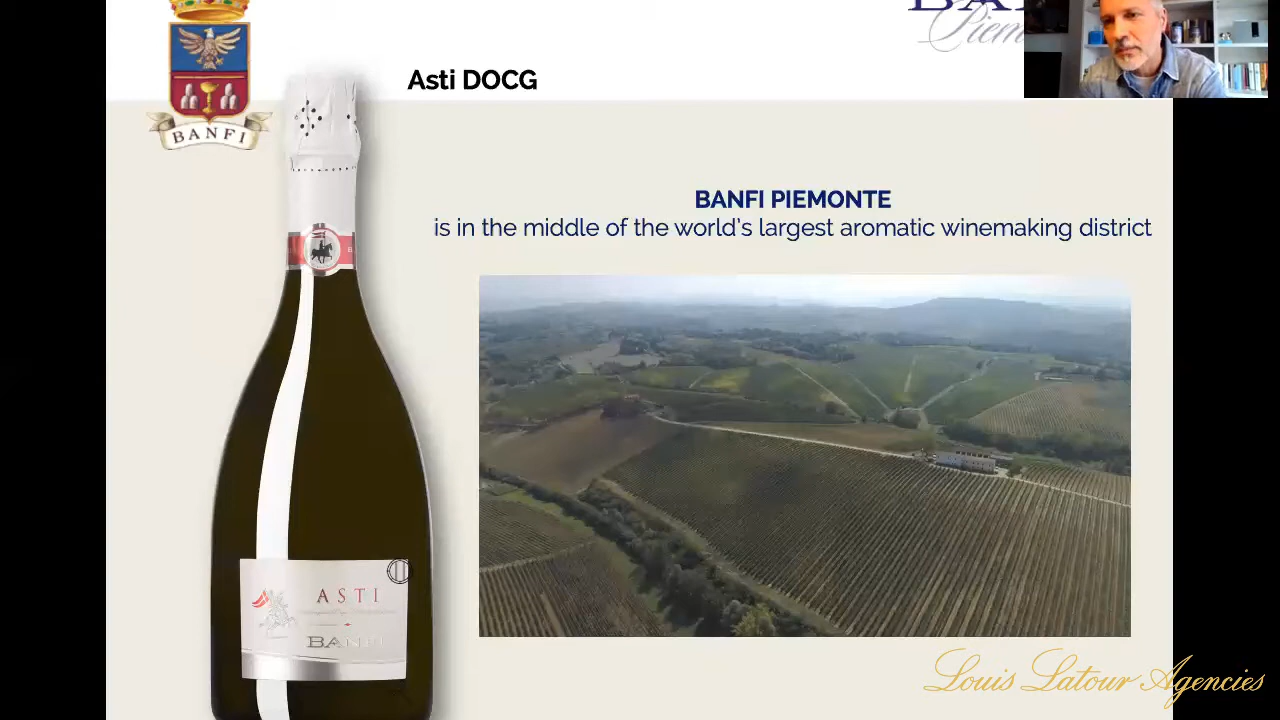 BANFI
Asti DOCG
BANFI PIEMONTE
is in the middle of the world's largest aromatic winemaking district
ASTI
Louis Latour Agencies